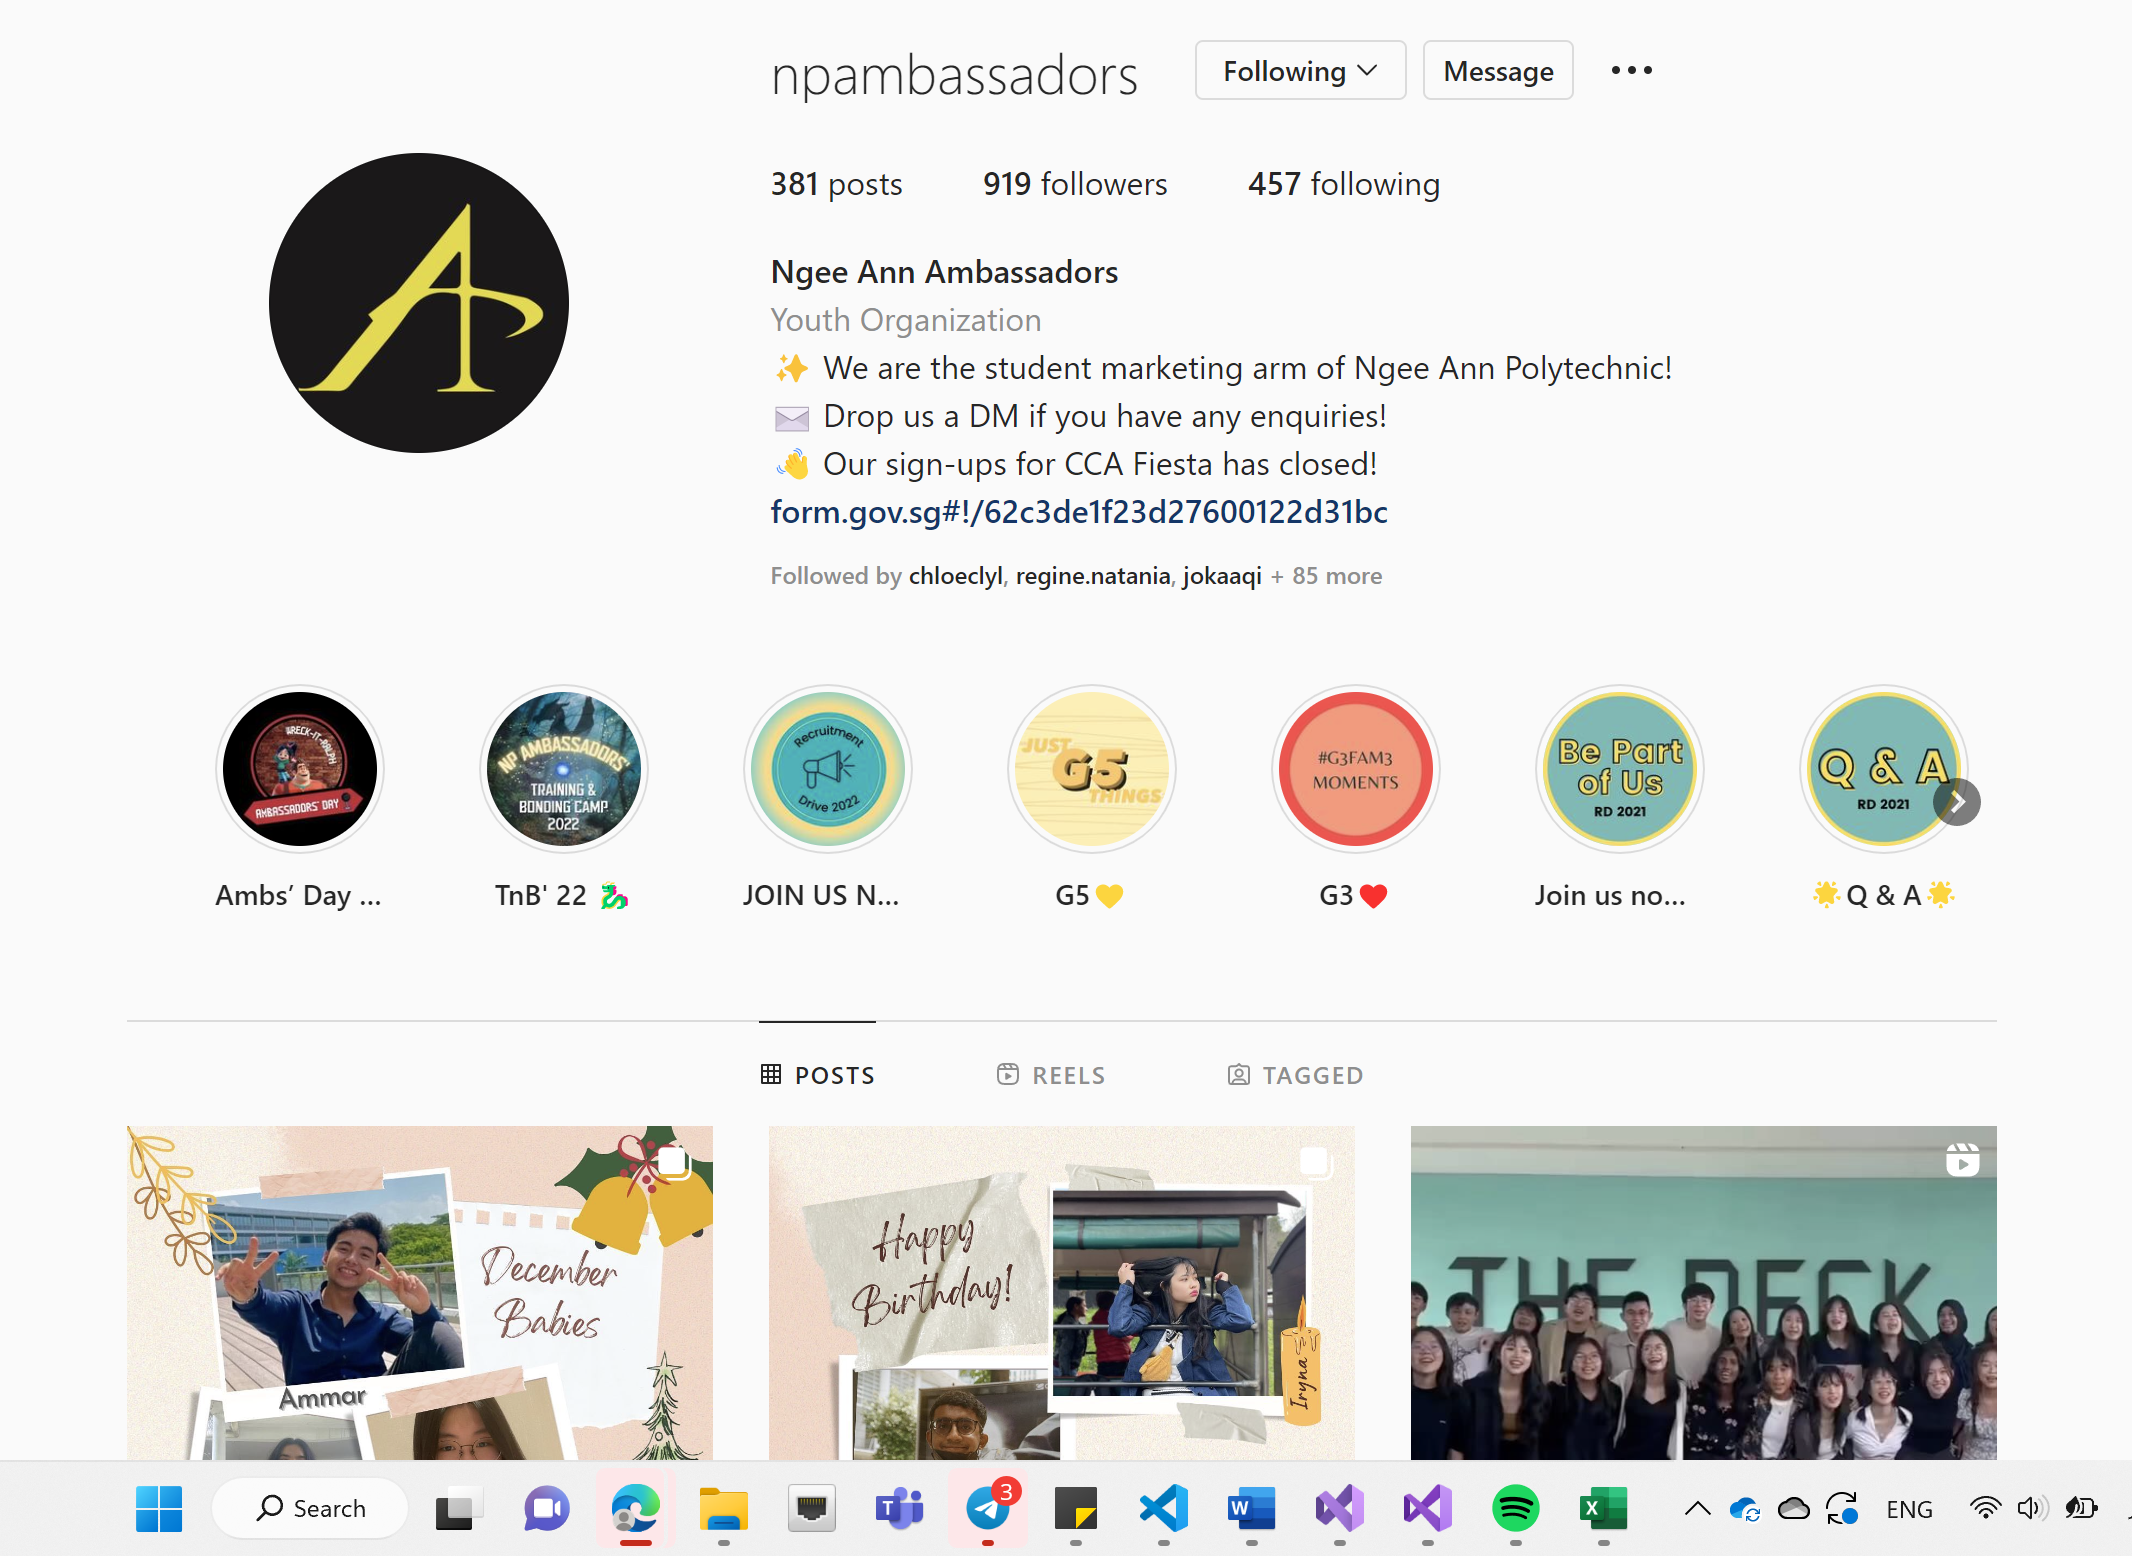 npambassadors
Following
Message
381 posts
919 followers
457 following
Ngee Ann Ambassadors
Youth Organization
✨ We are the student marketing arm of Ngee Ann Polytechnic!
✉️ Drop us a DM if you have any enquiries!
👋 Our sign-ups for CCA Fiesta has closed!
form.gov.sg#!/62c3de1f23d27600122d31bc
Followed by chloeclyl, regine.natania, jokaaqi + 85 more
WRECK-IT-RALPH
AMBASSADORS' DAY
NP AMBASSADORS'
TRAINING &
BONDING CAMP
2022
Recruitment
Drive 2022
JUST
G5
THINGS
#G3FAM3
MOMENTS
Be Part
of Us
RD 2021
Q & A
RD 2021
Ambs' Day ...
TnB' 22 🐉
JOIN US N...
G5💛
G3❤️
Join us no...
🌟Q & A🌟
POSTS
REELS
TAGGED
December
Babies
Ammar
Happy
Birthday!
Iryna
THE DECK
Search
3
ENG